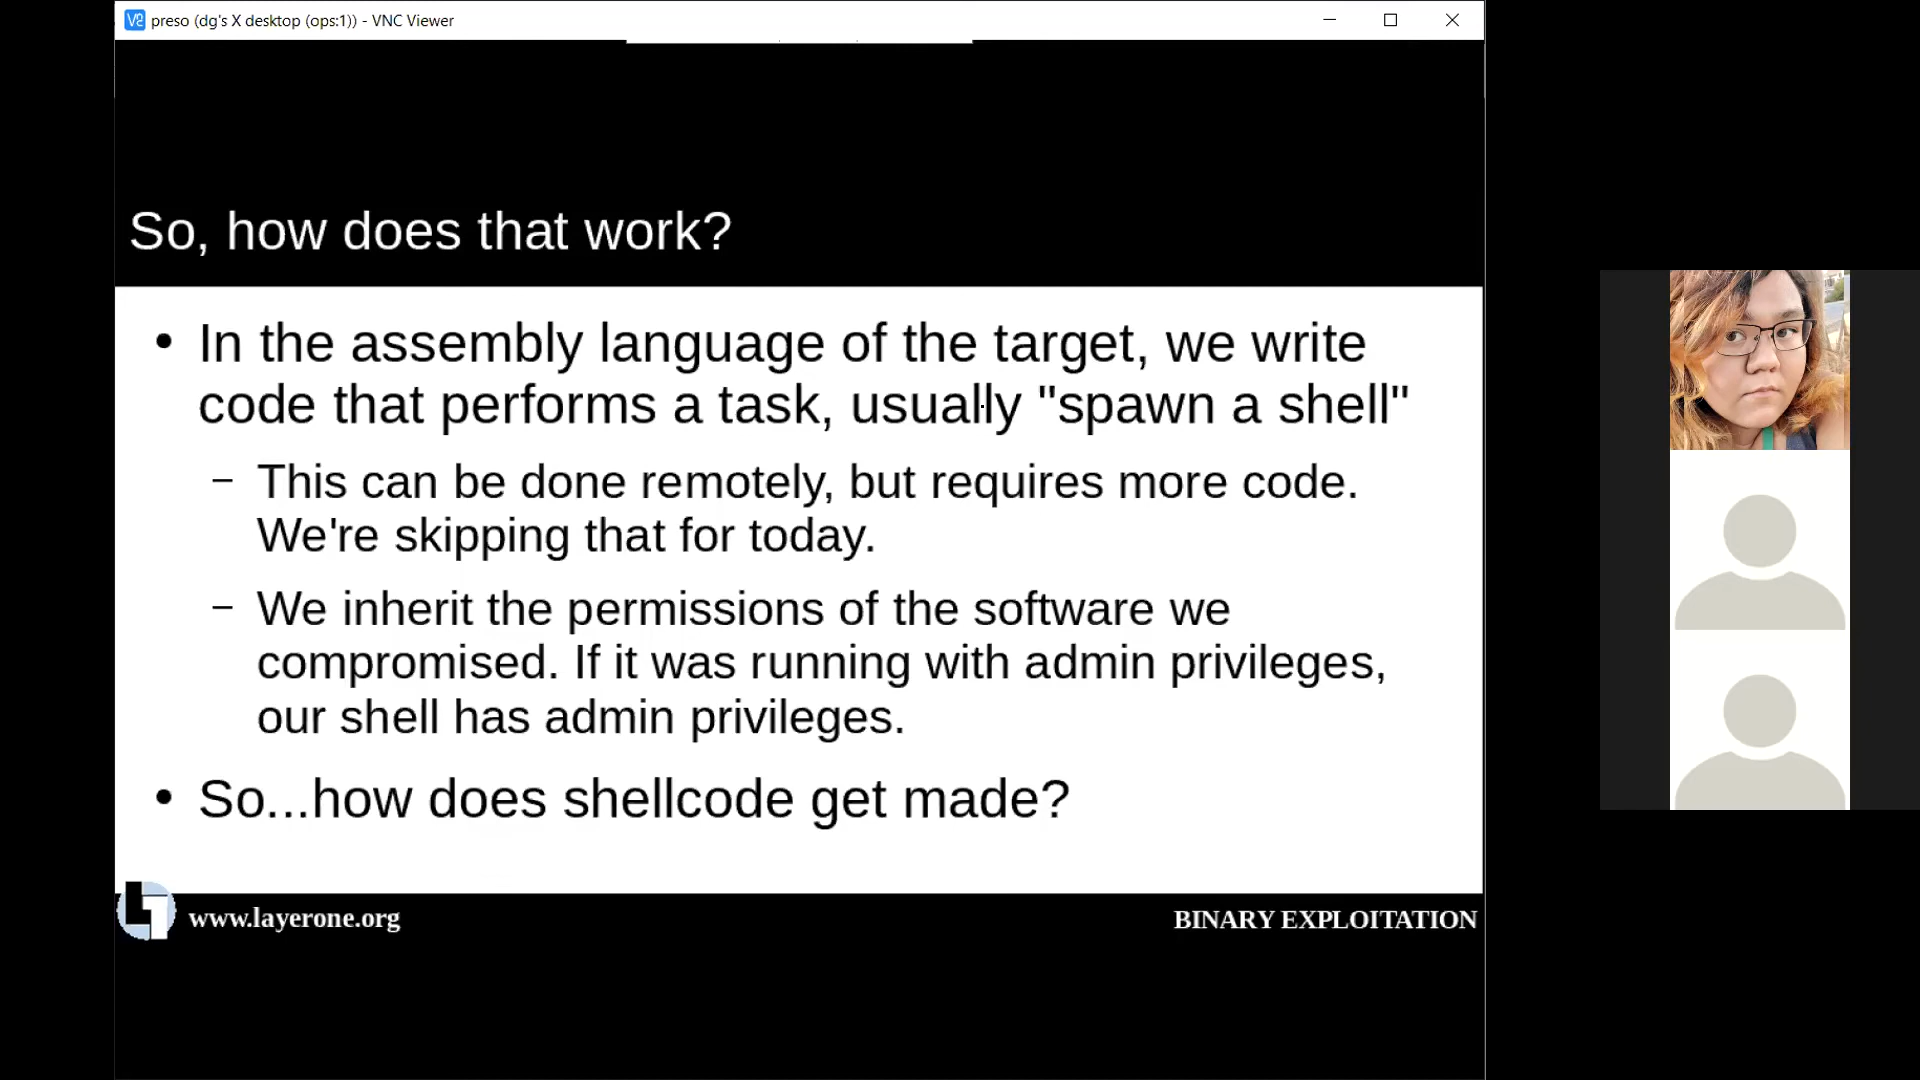 preso (dg's X desktop (ops:1)) - VNC Viewer
So, how does that work?
• In the assembly language of the target, we write
code that performs a task, usually "spawn a shell"
– This can be done remotely, but requires more code.
We're skipping that for today.
– We inherit the permissions of the software we
compromised. If it was running with admin privileges,
our shell has admin privileges.
• So...how does shellcode get made?
www.layerone.org
BINARY EXPLOITATION